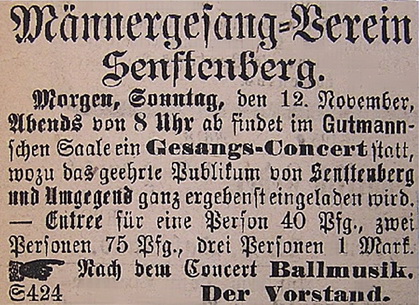 Männergesang=Verein
Senftenberg.
Morgen, Sonntag, den 12. November,
Abends von 8 Uhr ab findet im Gutmann=
schen Saale ein Gesangs-Concert statt,
wozu das geehrte Publikum von Senftenberg
und Umgegend ganz ergebenst eingeladen wird.
— Entree für eine Person 40 Pfg., zwei
Personen 75 Pfg., drei Personen 1 Mark.
☛ Nach dem Concert Ballmusik.
S424 Der Vorstand.